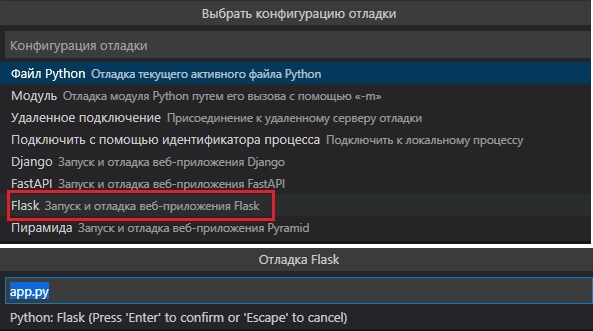 Выбрать конфигурацию отладки
Конфигурация отладки
Файл Python Отладка текущего активного файла Python
Модуль Отладка модуля Python путем его вызова с помощью «-m»
Удаленное подключение Присоединение к удаленному серверу отладки
Подключить с помощью идентификатора процесса Подключить к локальному процессу
Django Запуск и отладка веб-приложения Django
FastAPI Запуск и отладка веб-приложения FastAPI
Flask Запуск и отладка веб-приложения Flask
Пирамида Запуск и отладка веб-приложения Pyramid
Отладка Flask
app.py
Python: Flask (Press 'Enter' to confirm or 'Escape' to cancel)